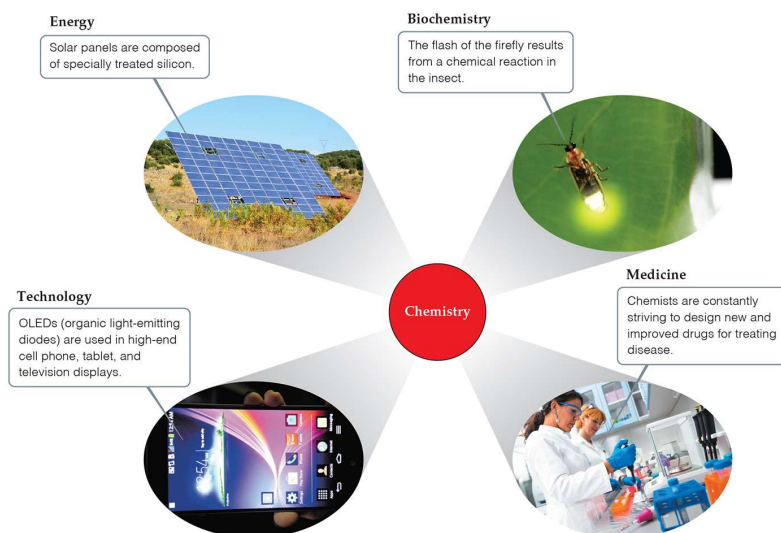 Energy
Solar panels are composed
of specially treated silicon.
Biochemistry
The flash of the firefly results
from a chemical reaction in
the insect.
Chemistry
Technology
OLEDs (organic light-emitting
diodes) are used in high-end
cell phone, tablet, and
television displays.
Medicine
Chemists are constantly
striving to design new and
improved drugs for treating
disease.